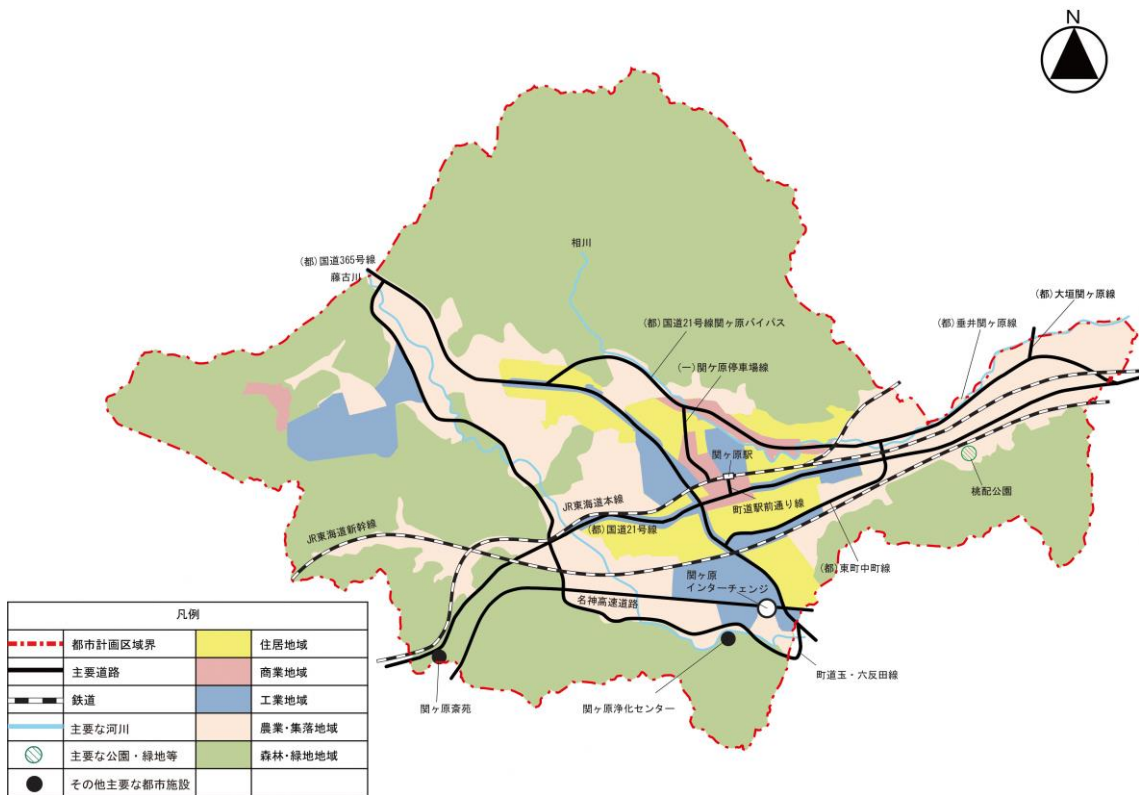 N
相川
(都)国道365号線
藤古川
(都)大垣関ヶ原線
(都)国道21号線関ヶ原バイパス
(都)垂井関ヶ原線
(一)関ヶ原停車場線
関ヶ原駅
桃配公園
JR東海道本線
町道駅前通り線
JR東海道新幹線
(都)国道21号線
(都)東町中町線
関ヶ原
インターチェンジ
名神高速道路
町道玉・六反田線
関ヶ原斎苑
関ヶ原浄化センター
凡例
都市計画区域界
住居地域
主要道路
商業地域
鉄道
工業地域
主要な河川
農業・集落地域
主要な公園・緑地等
森林・緑地地域
その他主要な都市施設